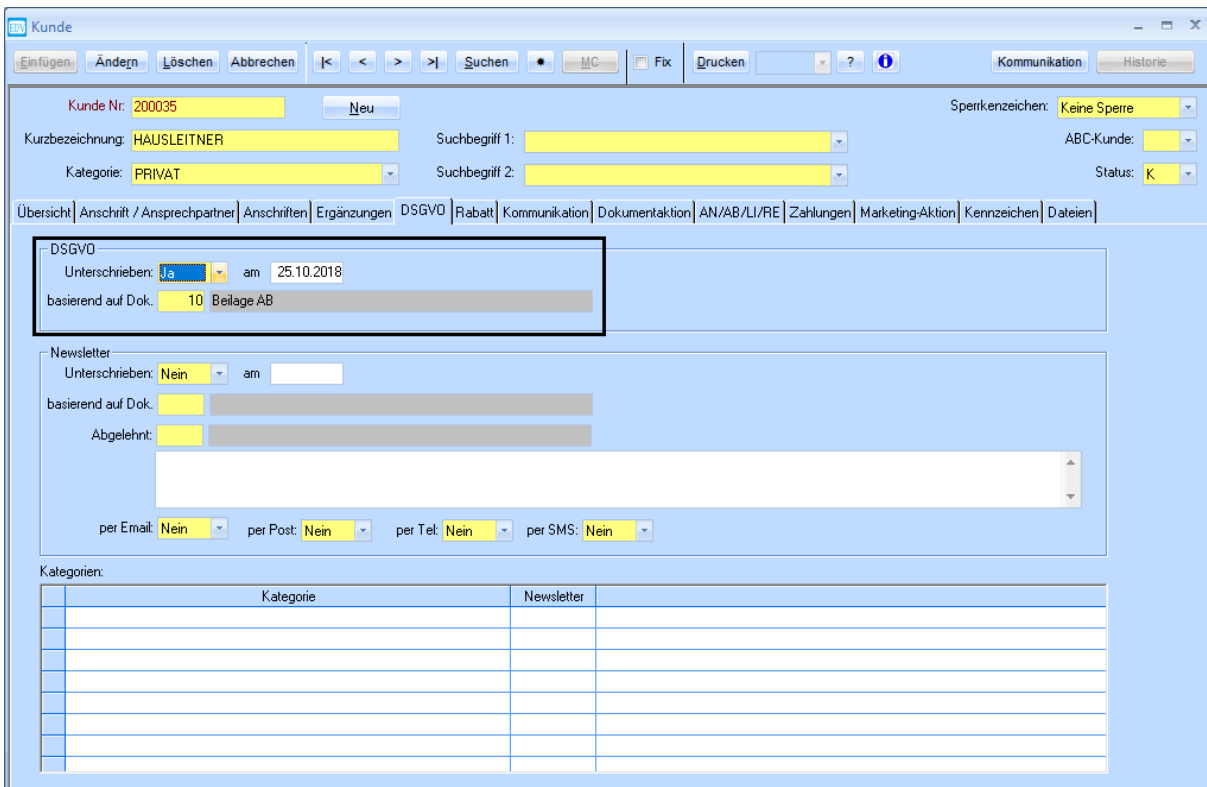 EDV Kunde
Einfügen Ändern Löschen Abbrechen |< < > >| Suchen * MC Fix Drucken ? i Kommunikation Historie
Kunde Nr: 200035 Neu Sperrkenzeichen: Keine Sperre
Kurzbezeichnung: HAUSLEITNER Suchbegriff 1: ABC-Kunde:
Kategorie: PRIVAT Suchbegriff 2: Status: K
Übersicht Anschrift / Ansprechpartner Anschriften Ergänzungen DSGVO Rabatt Kommunikation Dokumentaktion AN/AB/LI/RE Zahlungen Marketing-Aktion Kennzeichen Dateien
DSGVO
Unterschrieben: Ja am 25.10.2018
basierend auf Dok. 10 Beilage AB
Newsletter
Unterschrieben: Nein am
basierend auf Dok.
Abgelehnt:
per Email: Nein per Post: Nein per Tel: Nein per SMS: Nein
Kategorien:
Kategorie Newsletter